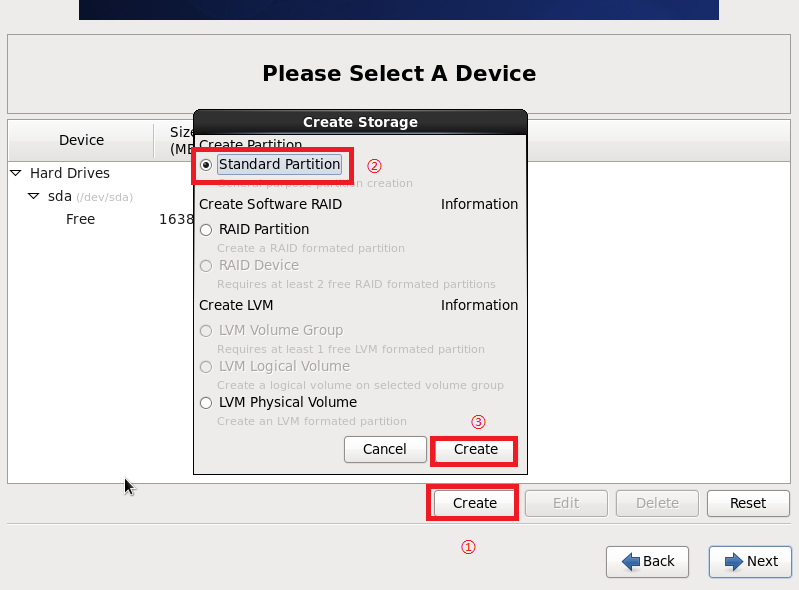 Please Select A Device
Device
Size
(MB
Hard Drives
sda (/dev/sda)
Free 1638
Create Storage
Create Partition
Standard Partition ②
General purpose partition creation
Create Software RAID Information
RAID Partition
Create a RAID formated partition
RAID Device
Requires at least 2 free RAID formated partitions
Create LVM Information
LVM Volume Group
Requires at least 1 free LVM formated partition
LVM Logical Volume
Create a logical volume on selected volume group
LVM Physical Volume
Create an LVM formated partition
③
Cancel Create
Create Edit Delete Reset
①
Back Next